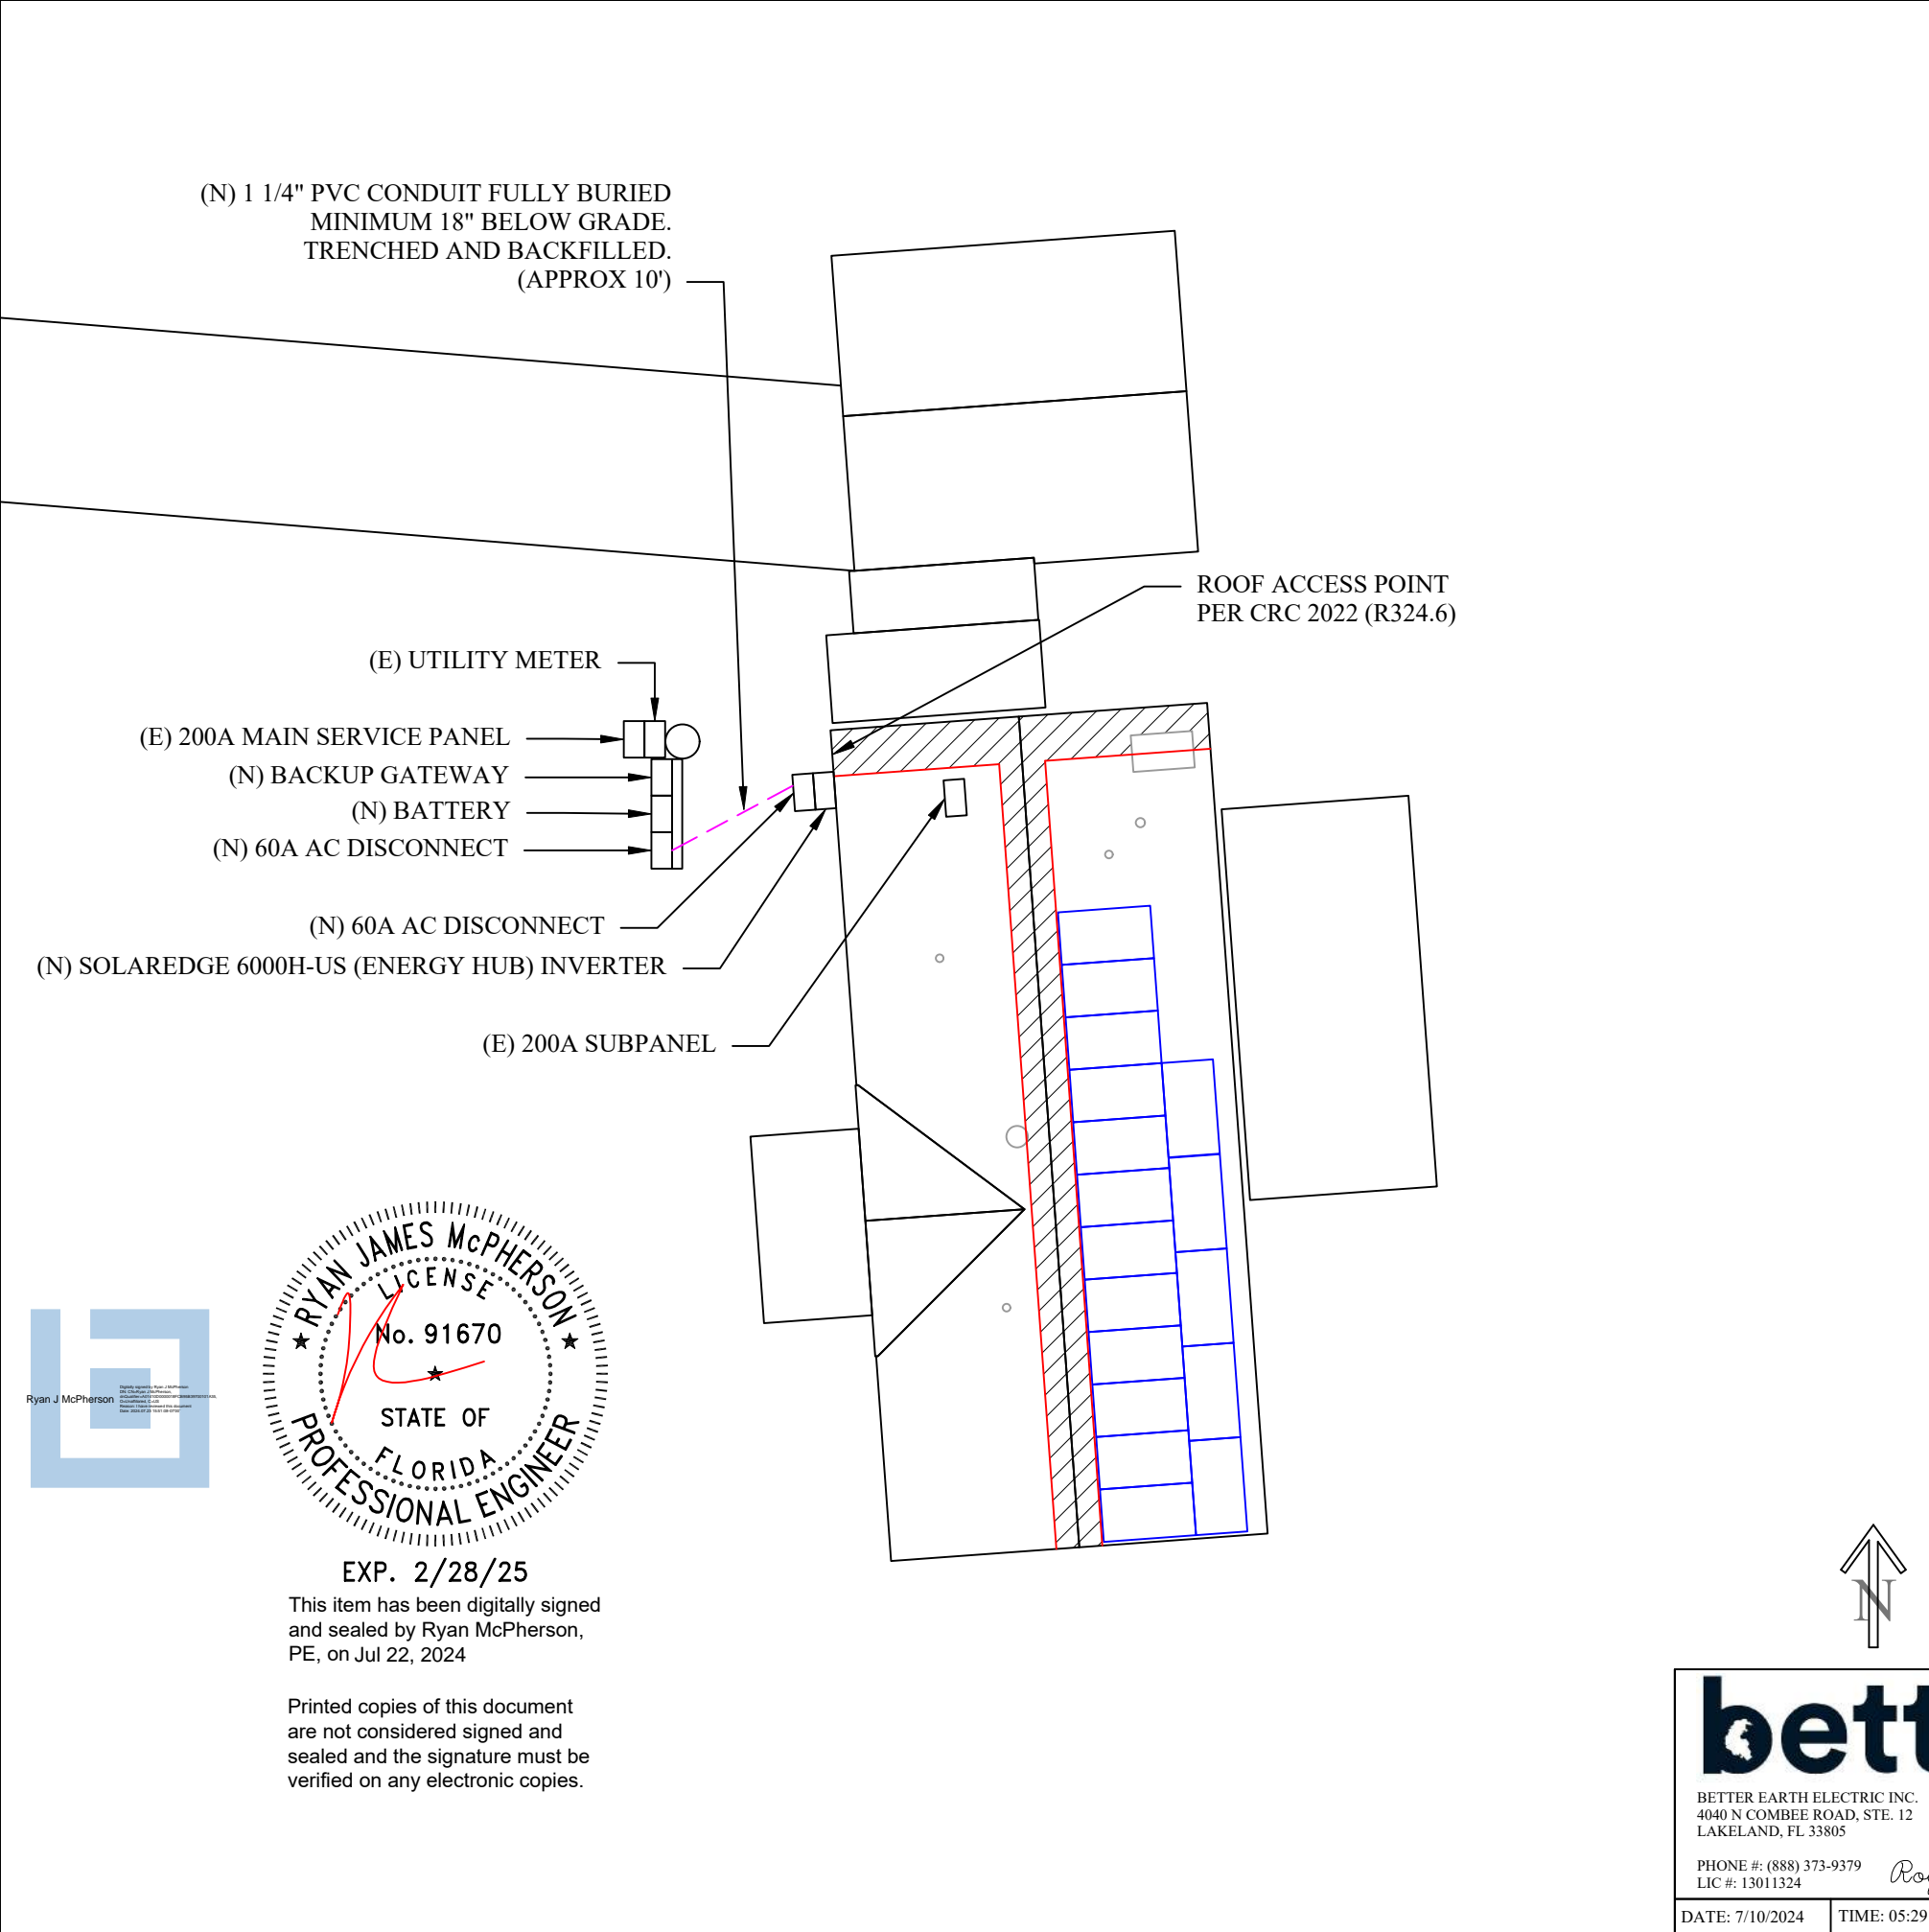 (N) 1 1/4" PVC CONDUIT FULLY BURIED
MINIMUM 18" BELOW GRADE.
TRENCHED AND BACKFILLED.
(APPROX 10')
ROOF ACCESS POINT
PER CRC 2022 (R324.6)
(E) UTILITY METER
(E) 200A MAIN SERVICE PANEL
(N) BACKUP GATEWAY
(N) BATTERY
(N) 60A AC DISCONNECT
(N) 60A AC DISCONNECT
(N) SOLAREDGE 6000H-US (ENERGY HUB) INVERTER
(E) 200A SUBPANEL
RYAN JAMES McPHERSON
LICENSE
No. 91670
STATE OF
FLORIDA
PROFESSIONAL ENGINEER
Ryan J McPherson
EXP. 2/28/25
This item has been digitally signed
and sealed by Ryan McPherson,
PE, on Jul 22, 2024
Printed copies of this document
are not considered signed and
sealed and the signature must be
verified on any electronic copies.
N
bett
BETTER EARTH ELECTRIC INC.
4040 N COMBEE ROAD, STE. 12
LAKELAND, FL 33805
PHONE #: (888) 373-9379
LIC #: 13011324
DATE: 7/10/2024
TIME: 05:29